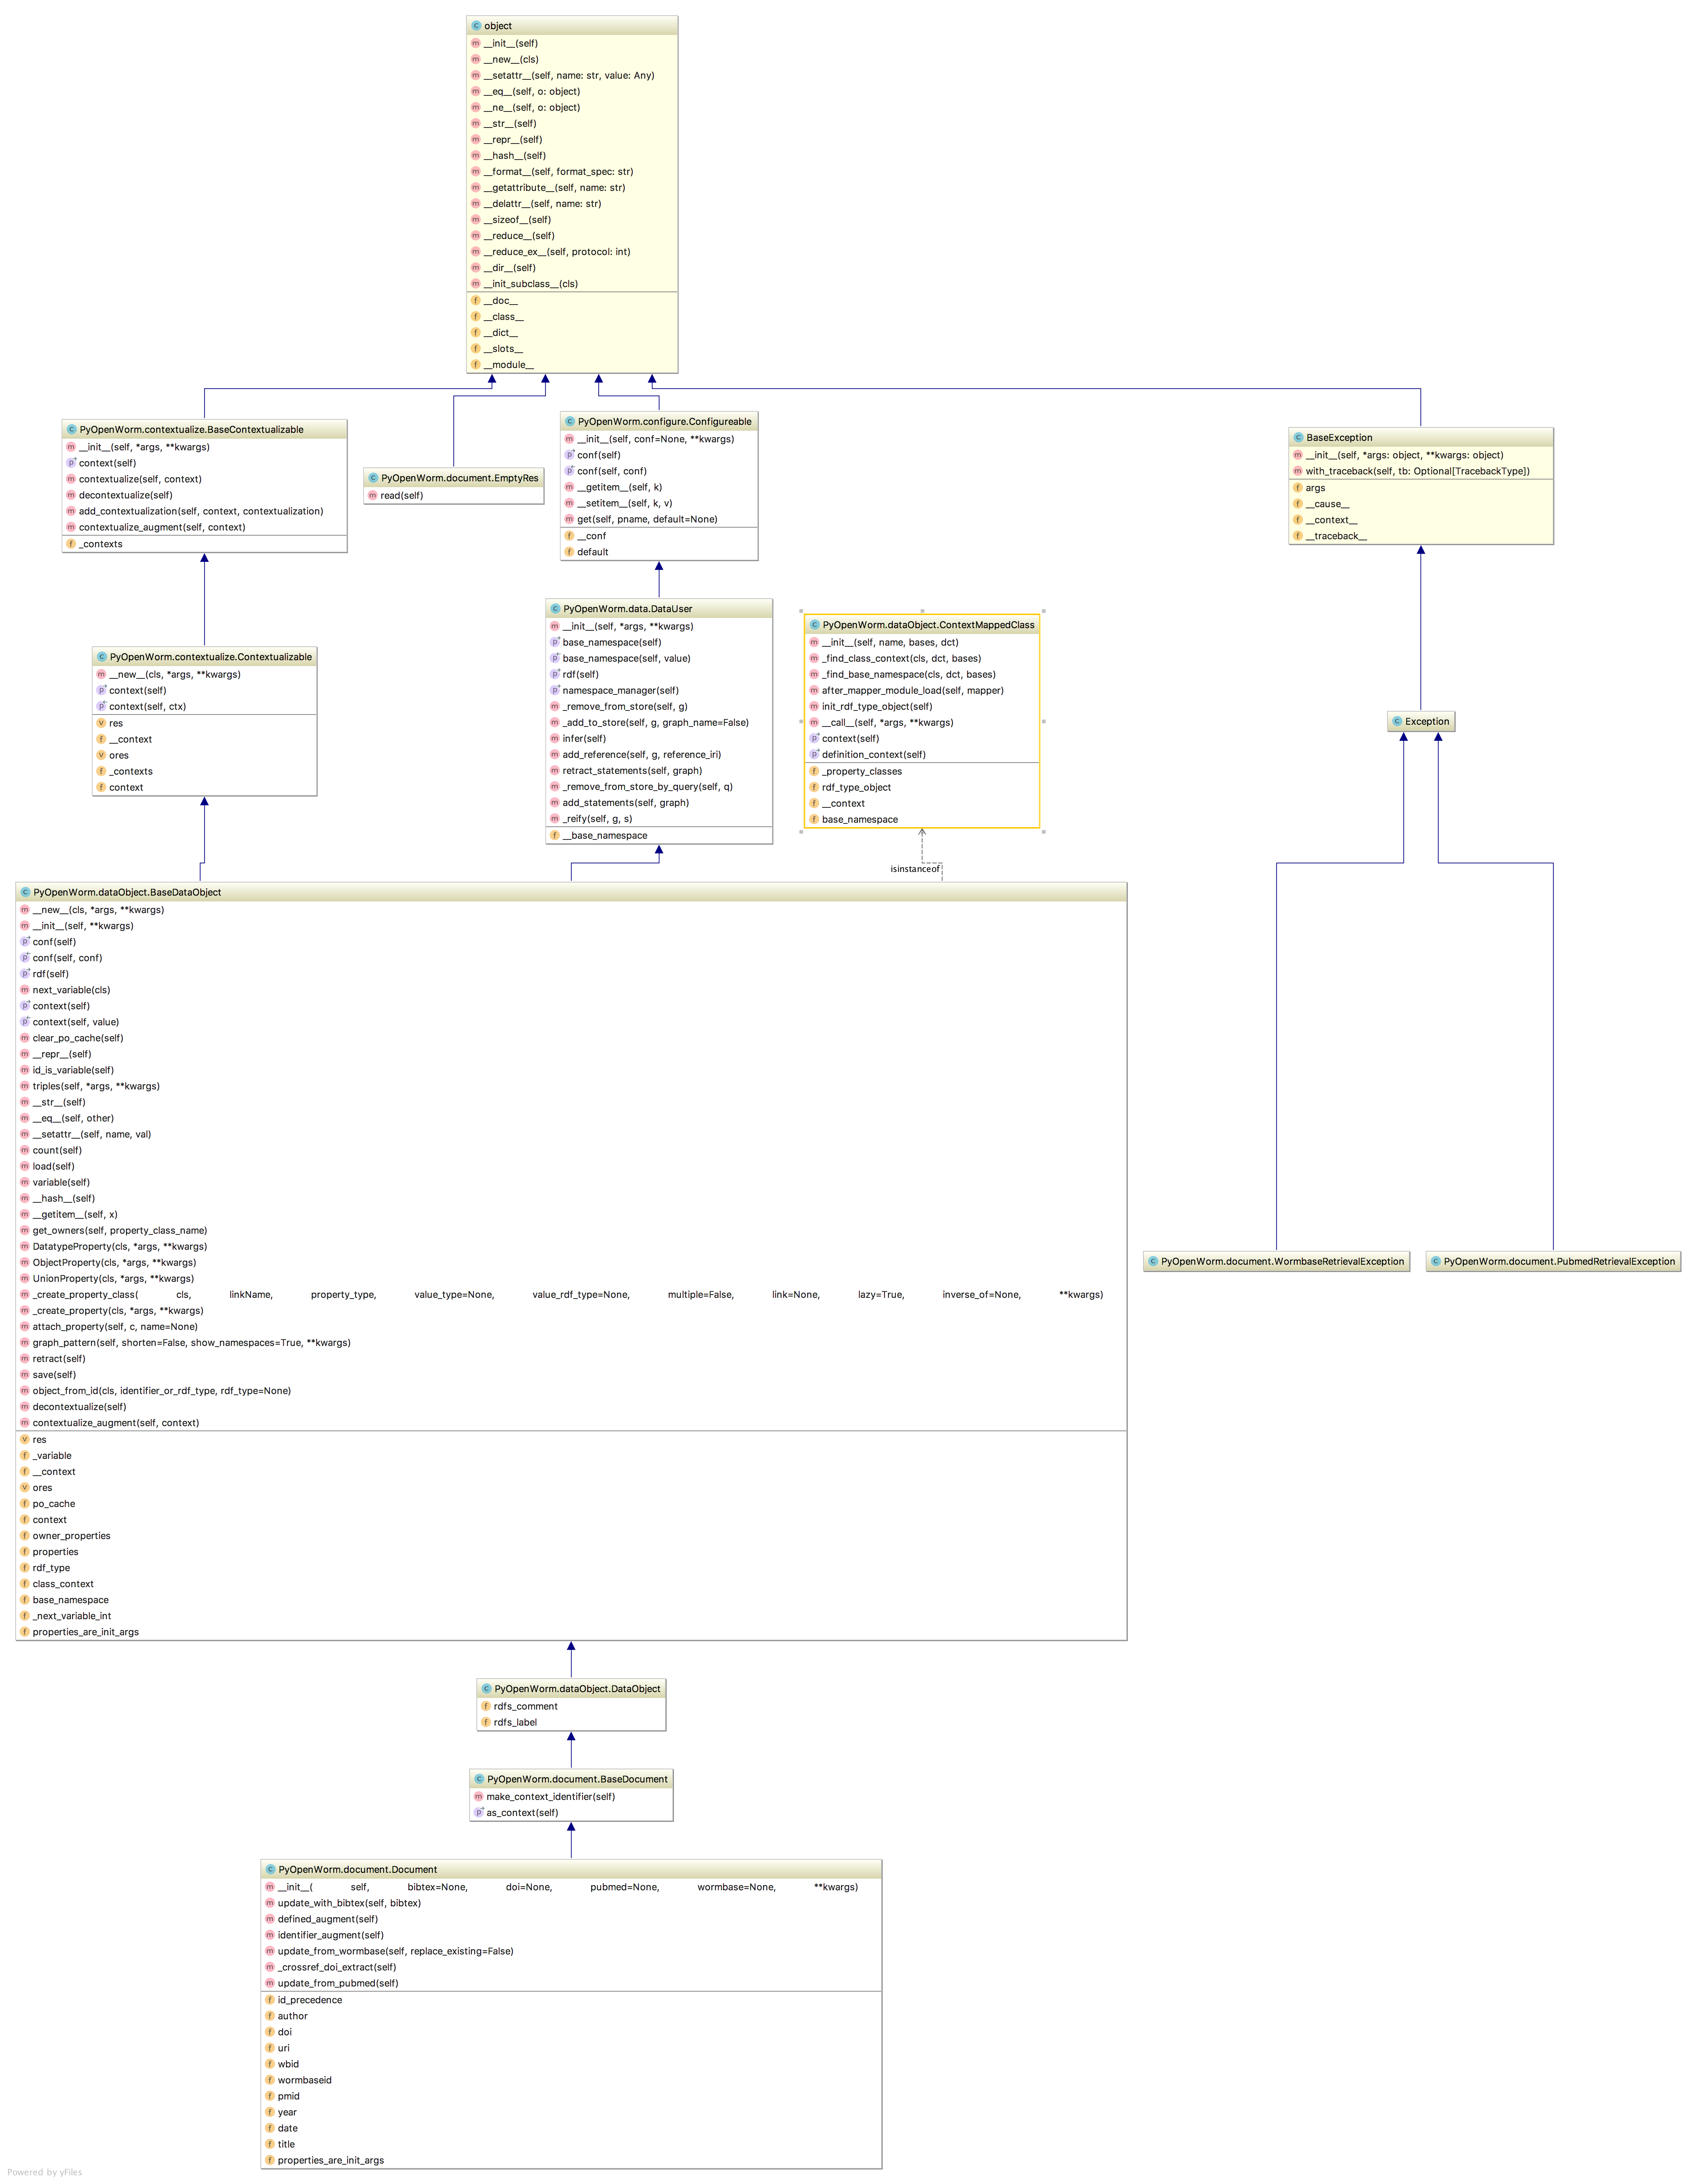 object
__init__(self)
__new__(cls)
__setattr__(self, name: str, value: Any)
__eq__(self, o: object)
__ne__(self, o: object)
__str__(self)
__repr__(self)
__hash__(self)
__format__(self, format_spec: str)
__getattribute__(self, name: str)
__delattr__(self, name: str)
__sizeof__(self)
__reduce__(self)
__reduce_ex__(self, protocol: int)
__dir__(self)
__init_subclass__(cls)
__doc__
__class__
__dict__
__slots__
__module__
PyOpenWorm.contextualize.BaseContextualizable
__init__(self, *args, **kwargs)
context(self)
contextualize(self, context)
decontextualize(self)
add_contextualization(self, context, contextualization)
contextualize_augment(self, context)
_contexts
PyOpenWorm.document.EmptyRes
read(self)
PyOpenWorm.configure.Configureable
__init__(self, conf=None, **kwargs)
conf(self)
conf(self, conf)
__getitem__(self, k)
__setitem__(self, k, v)
get(self, pname, default=None)
__conf
default
BaseException
__init__(self, *args: object, **kwargs: object)
with_traceback(self, tb: Optional[TracebackType])
args
__cause__
__context__
__traceback__
PyOpenWorm.contextualize.Contextualizable
__new__(cls, *args, **kwargs)
context(self)
context(self, ctx)
res
__context
ores
_contexts
context
PyOpenWorm.data.DataUser
__init__(self, *args, **kwargs)
base_namespace(self)
base_namespace(self, value)
rdf(self)
namespace_manager(self)
_remove_from_store(self, g)
_add_to_store(self, g, graph_name=False)
infer(self)
add_reference(self, g, reference_iri)
retract_statements(self, graph)
_remove_from_store_by_query(self, q)
add_statements(self, graph)
_reify(self, g, s)
__base_namespace
PyOpenWorm.dataObject.ContextMappedClass
__init__(self, name, bases, dct)
_find_class_context(cls, dct, bases)
_find_base_namespace(cls, dct, bases)
after_mapper_module_load(self, mapper)
init_rdf_type_object(self)
__call__(self, *args, **kwargs)
context(self)
definition_context(self)
_property_classes
rdf_type_object
__context
base_namespace
Exception
isinstanceof
PyOpenWorm.dataObject.BaseDataObject
__new__(cls, *args, **kwargs)
__init__(self, **kwargs)
conf(self)
conf(self, conf)
rdf(self)
next_variable(cls)
context(self)
context(self, value)
clear_po_cache(self)
__repr__(self)
id_is_variable(self)
triples(self, *args, **kwargs)
__str__(self)
__eq__(self, other)
__setattr__(self, name, val)
count(self)
load(self)
variable(self)
__hash__(self)
__getitem__(self, x)
get_owners(self, property_class_name)
DatatypeProperty(cls, *args, **kwargs)
ObjectProperty(cls, *args, **kwargs)
UnionProperty(cls, *args, **kwargs)
_create_property_class( cls, linkName, property_type, value_type=None, value_rdf_type=None, multiple=False, link=None, lazy=True, inverse_of=None, **kwargs)
_create_property(cls, *args, **kwargs)
attach_property(self, c, name=None)
graph_pattern(self, shorten=False, show_namespaces=True, **kwargs)
retract(self)
save(self)
object_from_id(cls, identifier_or_rdf_type, rdf_type=None)
decontextualize(self)
contextualize_augment(self, context)
res
_variable
__context
ores
po_cache
context
owner_properties
properties
rdf_type
class_context
base_namespace
_next_variable_int
properties_are_init_args
PyOpenWorm.document.WormbaseRetrievalException
PyOpenWorm.document.PubmedRetrievalException
PyOpenWorm.dataObject.DataObject
rdfs_comment
rdfs_label
PyOpenWorm.document.BaseDocument
make_context_identifier(self)
as_context(self)
PyOpenWorm.document.Document
__init__( self, bibtex=None, doi=None, pubmed=None, wormbase=None, **kwargs)
update_with_bibtex(self, bibtex)
defined_augment(self)
identifier_augment(self)
update_from_wormbase(self, replace_existing=False)
_crossref_doi_extract(self)
update_from_pubmed(self)
id_precedence
author
doi
uri
wbid
wormbaseid
pmid
year
date
title
properties_are_init_args
Powered by yFiles